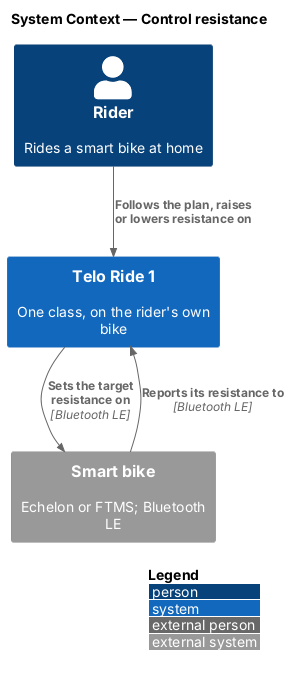 System Context — Control resistance
Rider
Rides a smart bike at home
Follows the plan, raises
or lowers resistance on
Telo Ride 1
One class, on the rider's own
bike
Sets the target
resistance on
[Bluetooth LE]
Reports its resistance to
[Bluetooth LE]
Smart bike
Echelon or FTMS; Bluetooth
LE
Legend
person
system
external person
external system